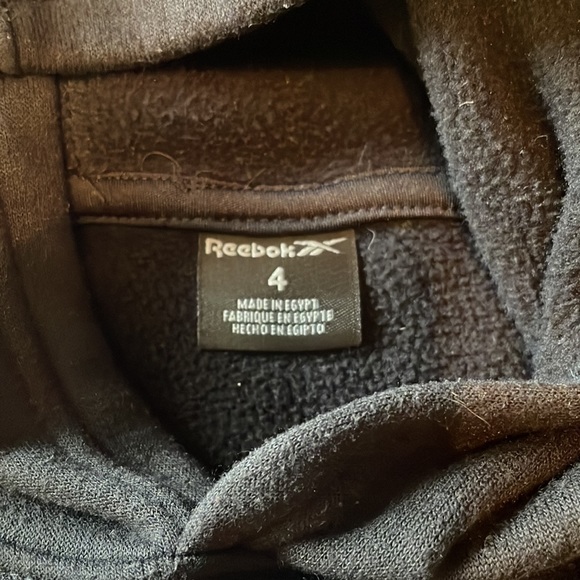 Reebok
4
MADE IN EGYPT
FABRIQUE EN EGYPTE
HECHO EN EGIPTO